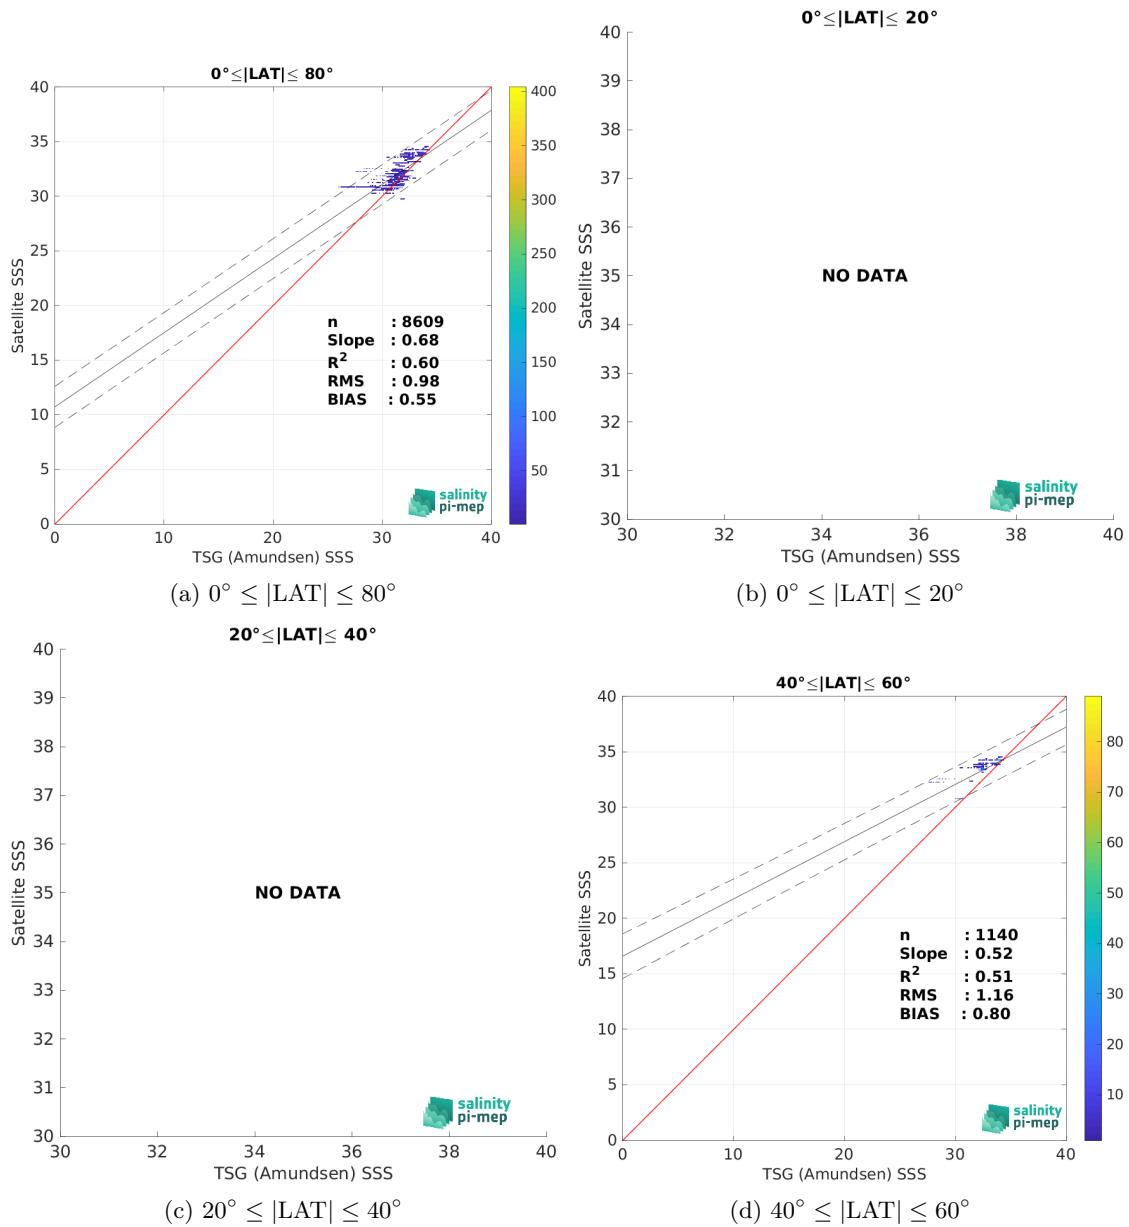 0°≤|LAT|≤ 80°
40
35
30
25
20
15
10
5
0
Satellite SSS
0
10
20
30
40
TSG (Amundsen) SSS
400
350
300
250
200
150
100
50
n : 8609
Slope : 0.68
R² : 0.60
RMS : 0.98
BIAS : 0.55
salinity
pi-mep
(a) 0° ≤ |LAT| ≤ 80°
0°≤|LAT|≤ 20°
40
39
38
37
36
35
34
33
32
31
30
Satellite SSS
NO DATA
30
32
34
36
38
40
TSG (Amundsen) SSS
salinity
pi-mep
(b) 0° ≤ |LAT| ≤ 20°
20°≤|LAT|≤ 40°
40
39
38
37
36
35
34
33
32
31
30
Satellite SSS
NO DATA
30
32
34
36
38
40
TSG (Amundsen) SSS
salinity
pi-mep
(c) 20° ≤ |LAT| ≤ 40°
40°≤|LAT|≤ 60°
40
35
30
25
20
15
10
5
0
Satellite SSS
0
10
20
30
40
TSG (Amundsen) SSS
80
70
60
50
40
30
20
10
n : 1140
Slope : 0.52
R² : 0.51
RMS : 1.16
BIAS : 0.80
salinity
pi-mep
(d) 40° ≤ |LAT| ≤ 60°